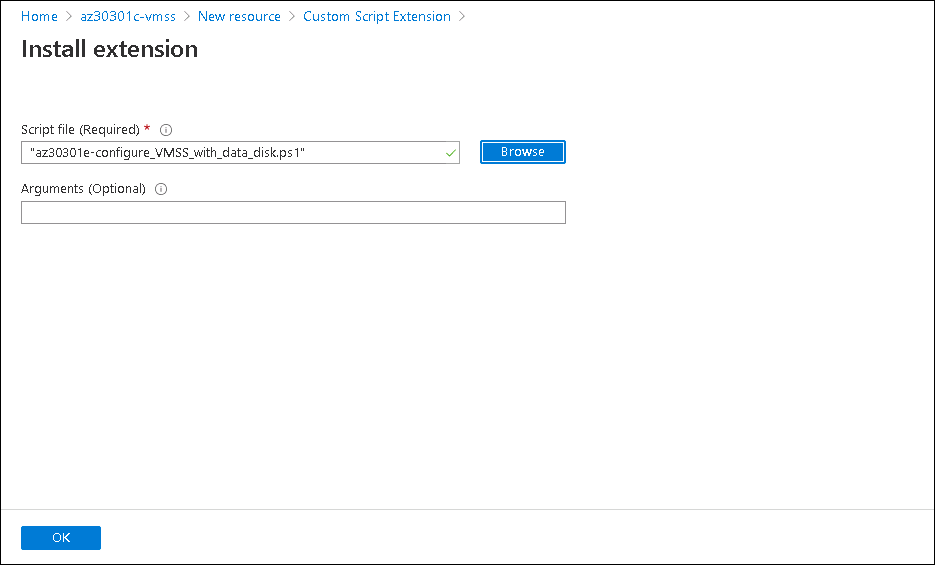 Home > az30301c-vmss > New resource > Custom Script Extension >
Install extension
Script file (Required) *
"az30301e-configure_VMSS_with_data_disk.ps1"
Browse
Arguments (Optional)
OK